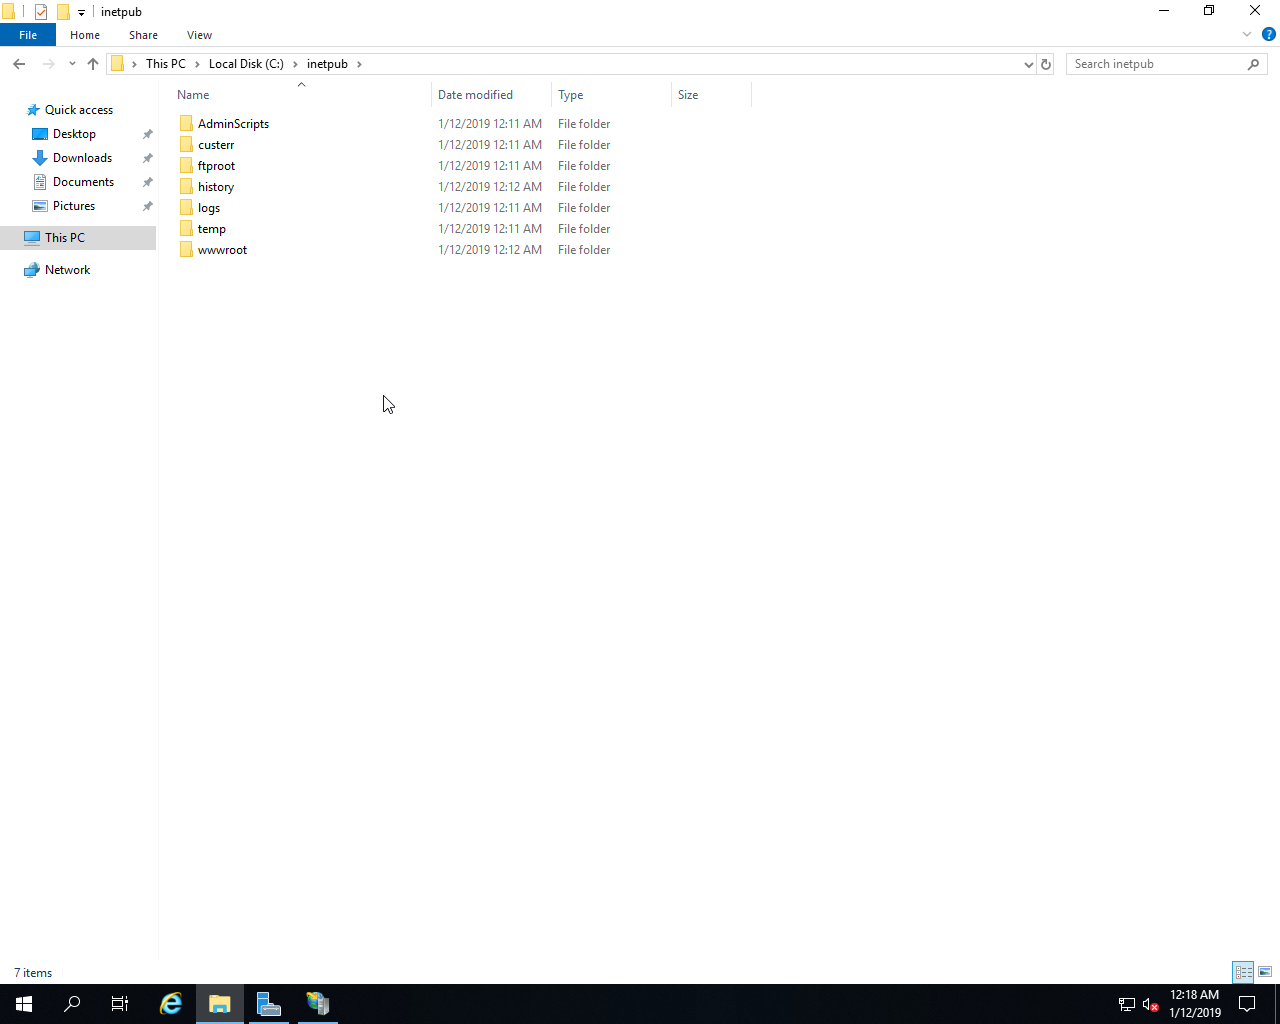 inetpub
File Home Share View
This PC Local Disk (C:) inetpub Search inetpub
Name Date modified Type Size
Quick access
Desktop
Downloads
Documents
Pictures
This PC
Network
AdminScripts 1/12/2019 12:11 AM File folder
custerr 1/12/2019 12:11 AM File folder
ftproot 1/12/2019 12:11 AM File folder
history 1/12/2019 12:12 AM File folder
logs 1/12/2019 12:11 AM File folder
temp 1/12/2019 12:11 AM File folder
wwwroot 1/12/2019 12:12 AM File folder
7 items
12:18 AM
1/12/2019